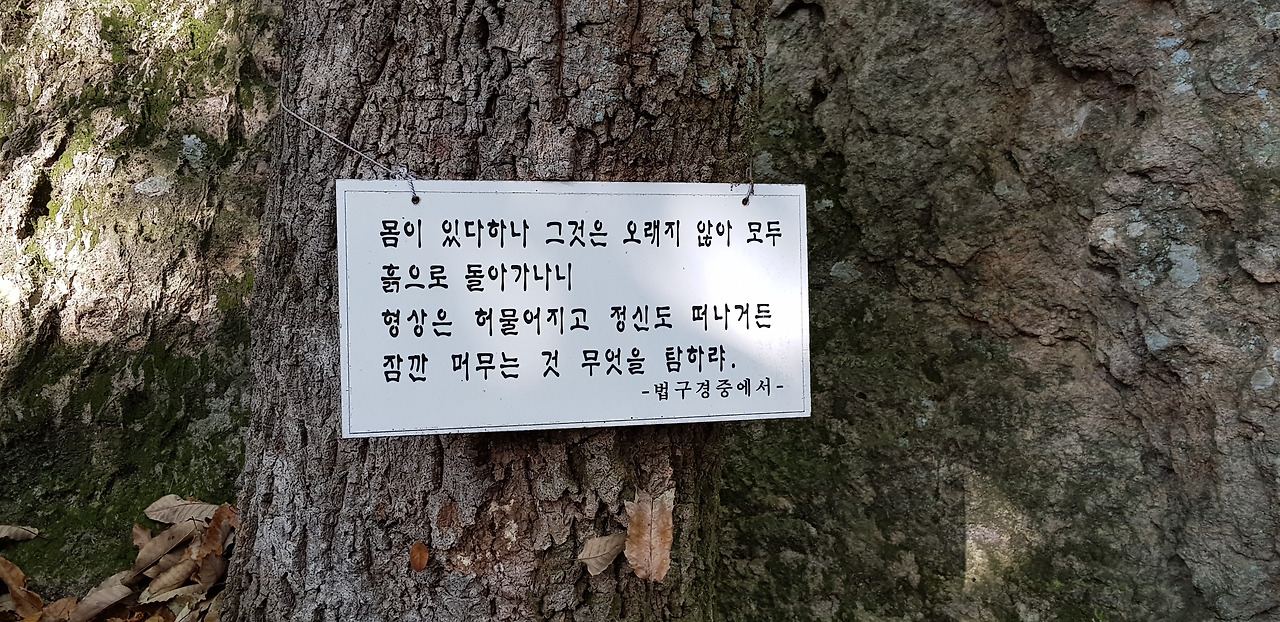 몸이 있다하나 그것은 오래지 않아 모두
흙으로 돌아가나니
형상은 허물어지고 정신도 떠나거든
잠깐 머무는 것 무엇을 탐하랴.
-법구경중에서-